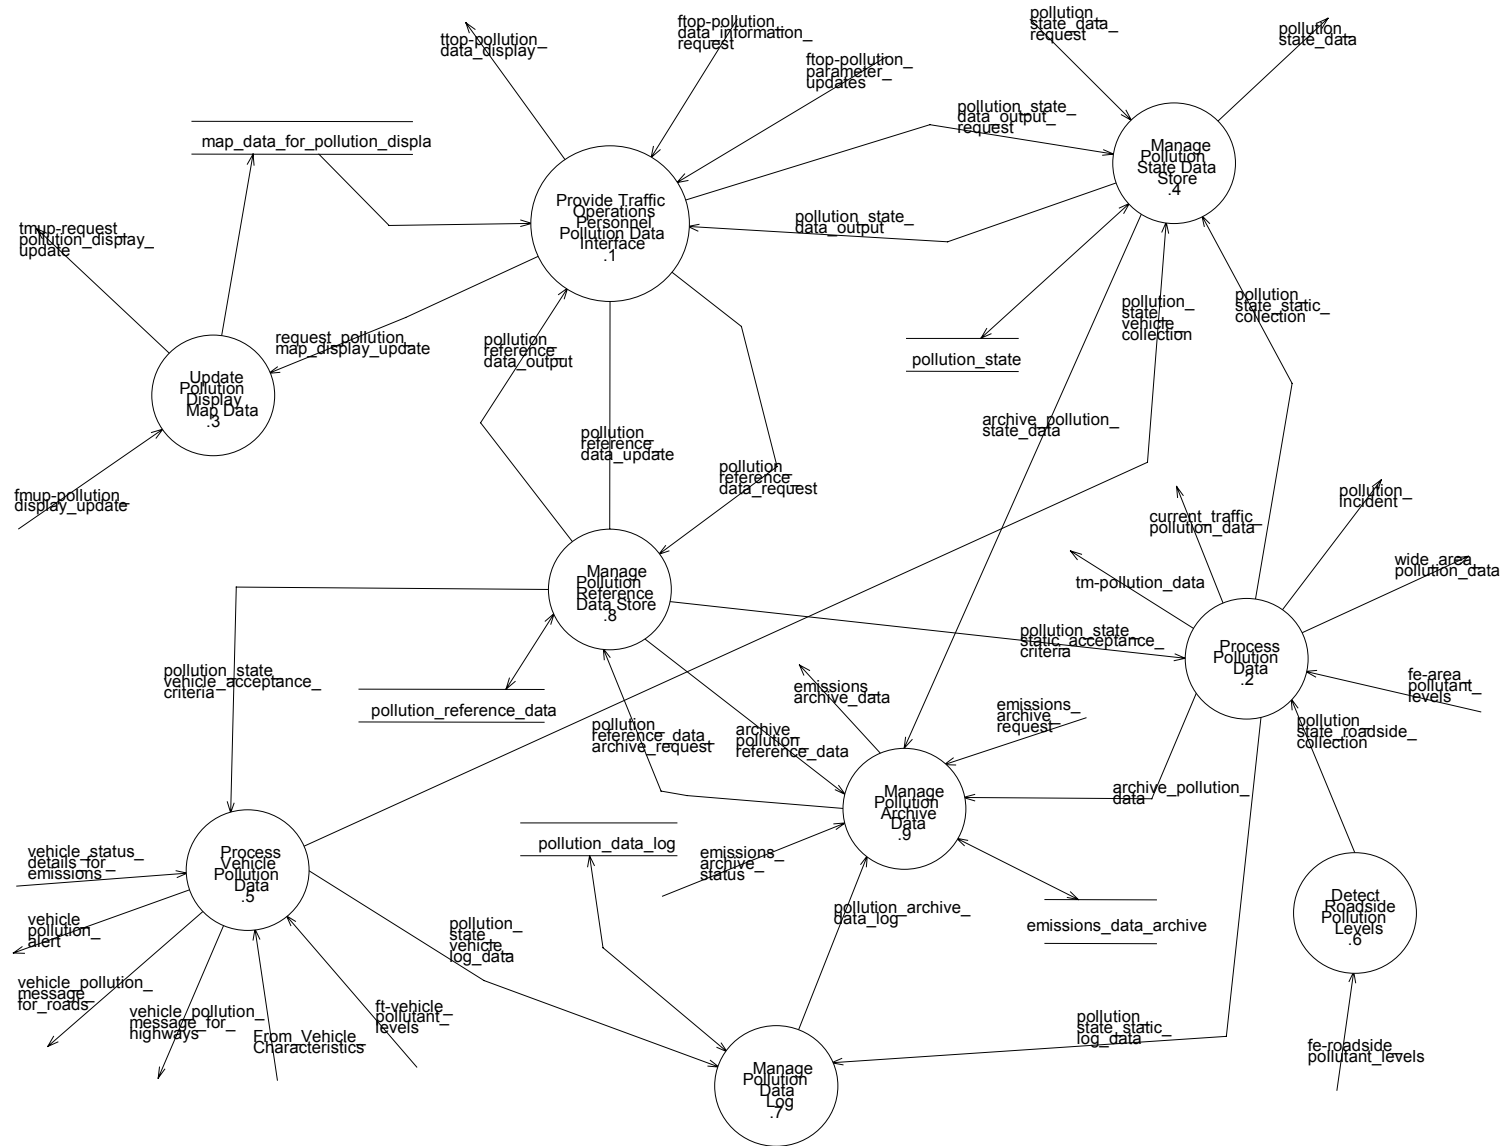 ttop-pollution_
data_display
ftop-pollution_
data_information_
request
ftop-pollution_
parameter_
updates
pollution_
state_data_
request
pollution_
state_data
map_data_for_pollution_displa
pollution_state_
data_output_
request
Manage
Pollution
State Data
Store
.4
Provide Traffic
Operations
Personnel
Pollution Data
Interface
.1
pollution_state_
data_output
tmup-request_
pollution_display_
update
request_pollution_
map_display_update
pollution_
reference_
data_output
pollution_
state_
vehicle_
collection
pollution_
state_static_
collection
pollution_state
Update
Pollution
Display
Map Data
.3
archive_pollution_
state_data
pollution_
reference_
data_update
pollution_
reference_
data_request
fmup-pollution_
display_update
pollution_
incident
current_traffic_
pollution_data
wide_area_
pollution_data
tm-pollution_data
Manage
Pollution
Reference
Data Store
.8
pollution_state_
static_acceptance_
criteria
Process
Pollution
Data
.2
pollution_state_
vehicle_acceptance_
criteria
pollution_reference_data
emissions_
archive_data
emissions_
archive_
request
fe-area_
pollutant_
levels
pollution_
reference_data_
archive_request
archive_
pollution_
reference_data
pollution_
state_roadside_
collection
Manage
Pollution
Archive
Data
.9
archive_pollution_
data
pollution_data_log
emissions_
archive_
status
vehicle_status_
details_for_
emissions
Process
Vehicle
Pollution
Data
.5
vehicle_
pollution_
alert
pollution_
state_
vehicle_
log_data
pollution_archive_
data_log
emissions_data_archive
Detect
Roadside
Pollution
Levels
.6
vehicle_pollution_
message_
for_roads
vehicle_pollution_
message_for_
highways
From_Vehicle_
Characteristics
ft-vehicle_
pollutant_
levels
pollution_
state_static_
log_data
fe-roadside_
pollutant_levels
Manage
Pollution
Data
Log
.7